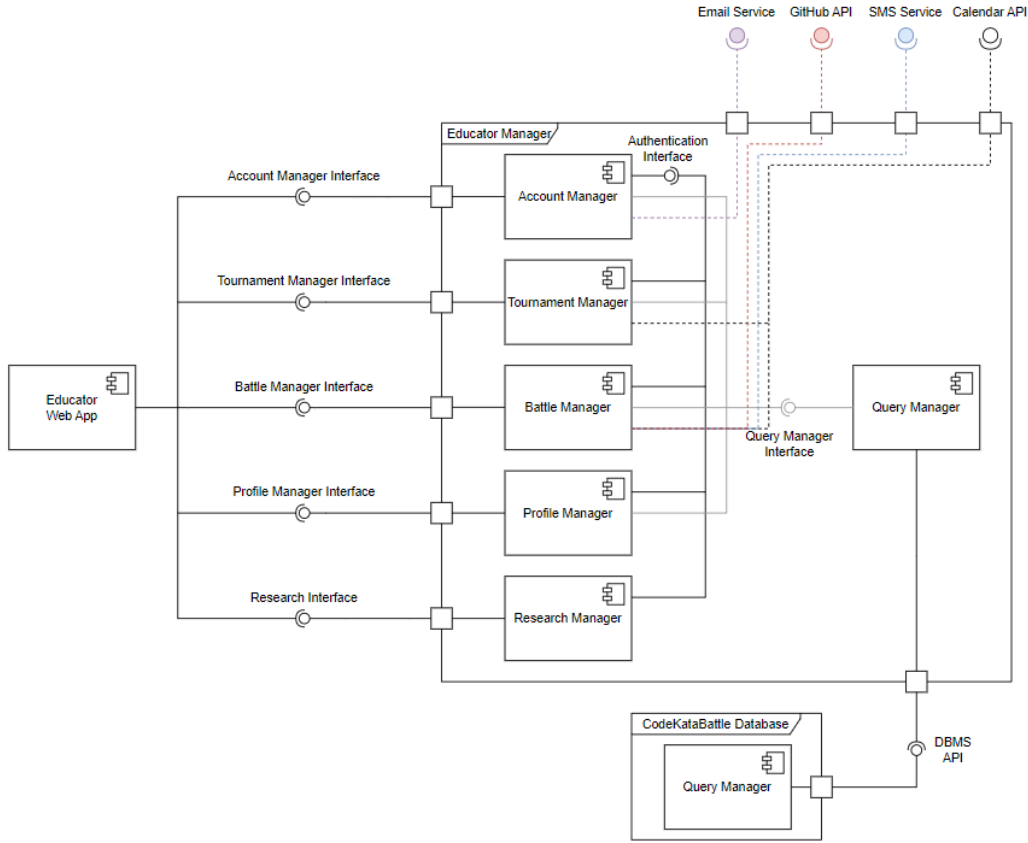 Email Service
GitHub API
SMS Service
Calendar API
Educator Manager
Authentication
Interface
Account Manager Interface
Account Manager
Tournament Manager Interface
Tournament Manager
Educator
Web App
Battle Manager Interface
Battle Manager
Query Manager
Query Manager
Interface
Profile Manager Interface
Profile Manager
Research Interface
Research Manager
CodeKataBattle Database
Query Manager
DBMS
API